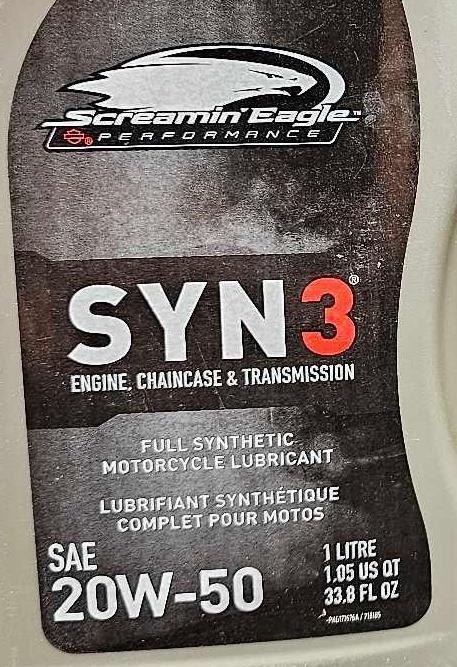 Screamin' Eagle™
PERFORMANCE
SYN3®
ENGINE, CHAINCASE & TRANSMISSION
FULL SYNTHETIC
MOTORCYCLE LUBRICANT
LUBRIFIANT SYNTHÉTIQUE
COMPLET POUR MOTOS
SAE
20W-50
1 LITRE
1.05 US QT
33.8 FL OZ